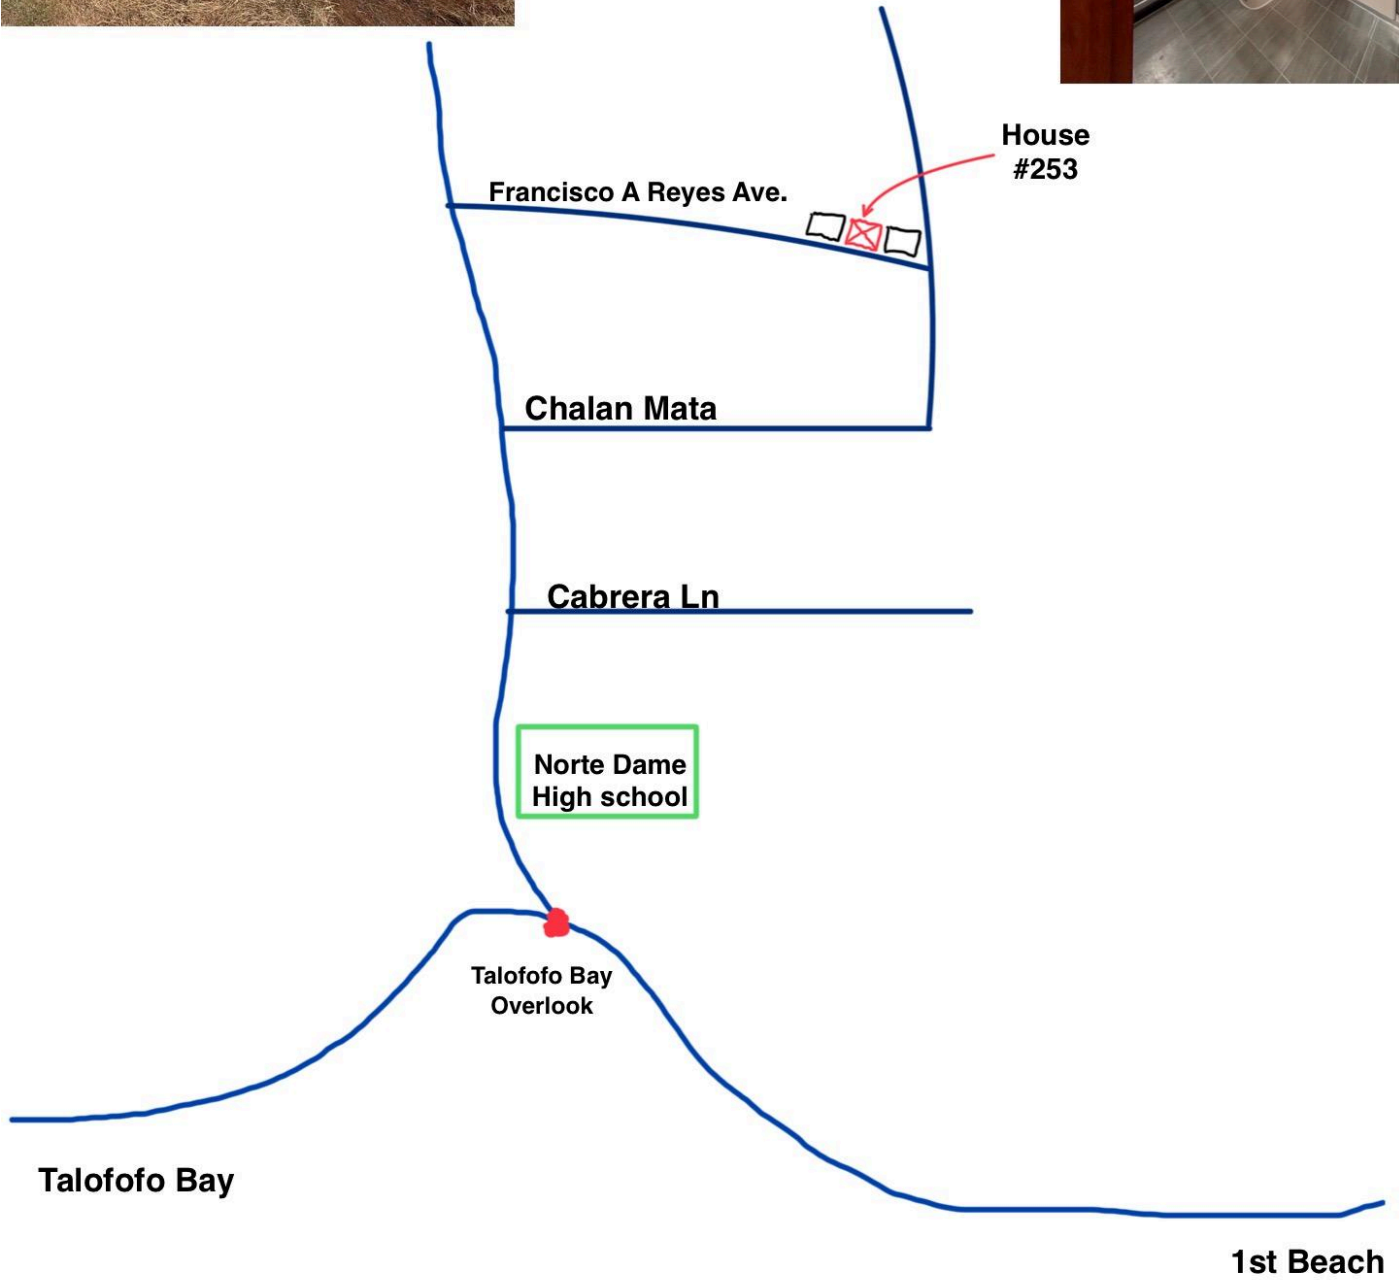 House
#253
Francisco A Reyes Ave.
Chalan Mata
Cabrera Ln
Norte Dame
High school
Talofofo Bay
Overlook
Talofofo Bay
1st Beach